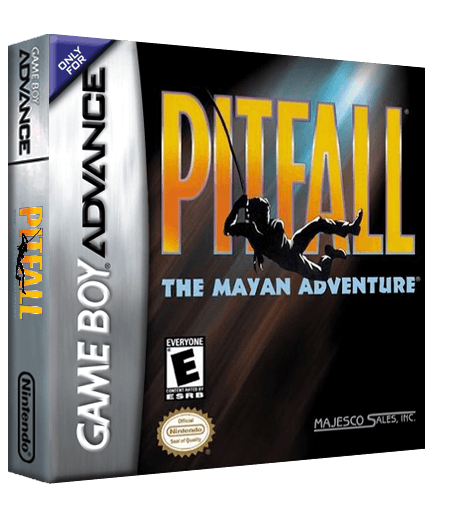 GAME BOY
ADVANCE
PITFALL
Nintendo
ONLY
FOR
GAME BOY ADVANCE
PITFALL
THE MAYAN ADVENTURE
EVERYONE
E
CONTENT RATED BY
ESRB
Official
Nintendo
Seal of Quality
MAJESCO SALES, INC.